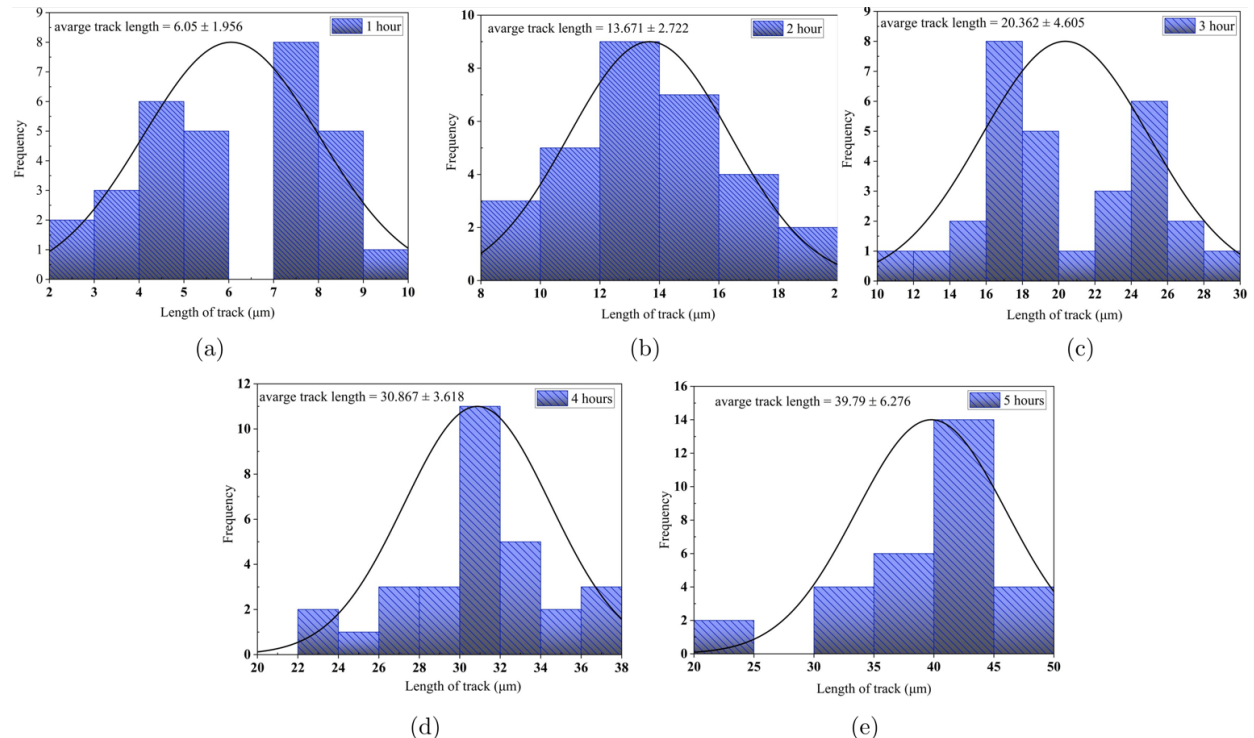 avarge track length = 6.05 ± 1.956
1 hour
9
8
7
6
5
4
3
2
1
0
Frequency
2 3 4 5 6 7 8 9 10
Length of track (μm)
(a)
avarge track length = 13.671 ± 2.722
2 hour
10
8
6
4
2
0
Frequency
8 10 12 14 16 18 2
Length of track (μm)
(b)
avarge track length = 20.362 ± 4.605
3 hour
9
8
7
6
5
4
3
2
1
0
Frequency
10 12 14 16 18 20 22 24 26 28 30
Length of track (μm)
(c)
avarge track length = 30.867 ± 3.618
4 hours
12
10
8
6
4
2
0
Frequency
20 22 24 26 28 30 32 34 36 38
Length of track (μm)
(d)
avarge track length = 39.79 ± 6.276
5 hours
16
14
12
10
8
6
4
2
0
Frequency
20 25 30 35 40 45 50
Length of track (μm)
(e)